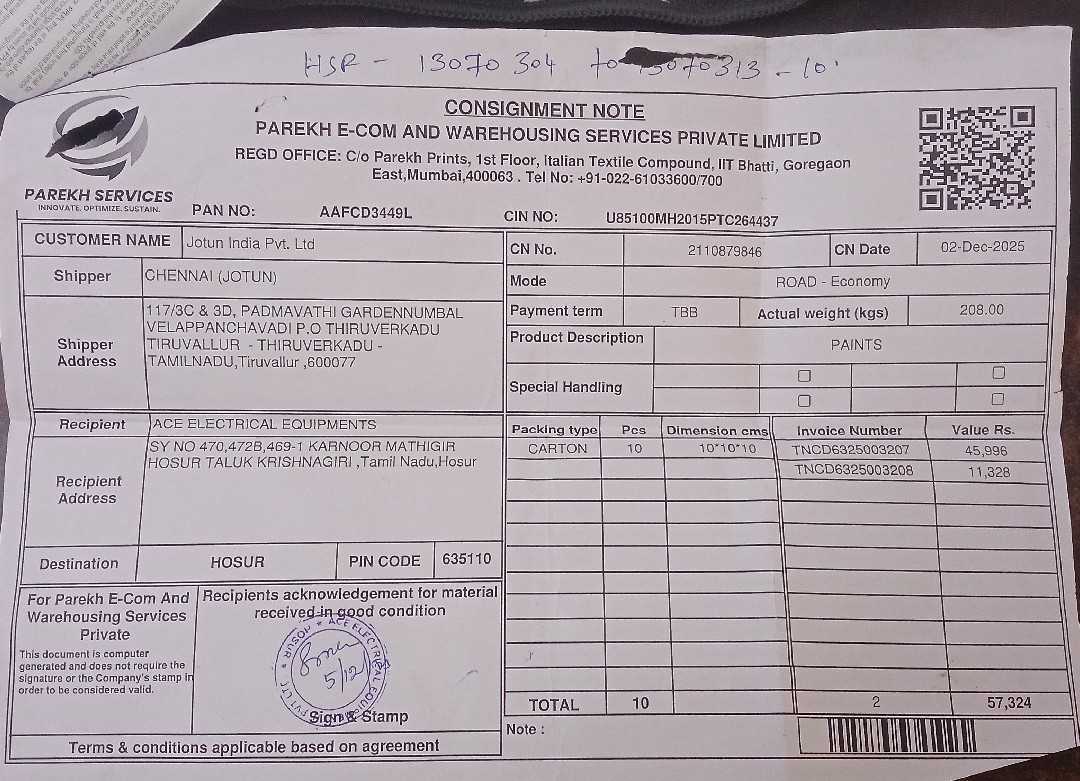 HSR - 13070 304 to 13070313 - 10
CONSIGNMENT NOTE
PAREKH E-COM AND WAREHOUSING SERVICES PRIVATE LIMITED
REGD OFFICE: C/o Parekh Prints, 1st Floor, Italian Textile Compound, IIT Bhatti, Goregaon
East,Mumbai,400063 . Tel No: +91-022-61033600/700
PAREKH SERVICES
INNOVATE. OPTIMIZE. SUSTAIN.
PAN NO: AAFCD3449L CIN NO: U85100MH2015PTC264437
CUSTOMER NAME Jotun India Pvt. Ltd
Shipper CHENNAI (JOTUN)
Shipper
Address
117/3C & 3D, PADMAVATHI GARDENNUMBAL
VELAPPANCHAVADI P.O THIRUVERKADU
TIRUVALLUR - THIRUVERKADU -
TAMILNADU,Tiruvallur ,600077
Recipient ACE ELECTRICAL EQUIPMENTS
Recipient
Address
SY NO 470,472B,469-1 KARNOOR MATHIGIR
HOSUR TALUK KRISHNAGIRI ,Tamil Nadu,Hosur
Destination HOSUR PIN CODE 635110
CN No. 2110879846 CN Date 02-Dec-2025
Mode ROAD - Economy
Payment term TBB Actual weight (kgs) 208.00
Product Description PAINTS
Special Handling
Packing type Pcs Dimension cms Invoice Number Value Rs.
CARTON 10 10*10*10 TNCD6325003207 45,996
TNCD6325003208 11,328
TOTAL 10 2 57,324
Note :
For Parekh E-Com And
Warehousing Services
Private
This document is computer
generated and does not require the
signature or the Company's stamp in
order to be considered valid.
Recipients acknowledgement for material
received in good condition
ACE ELECTRICAL EQUIPMENTS PVT LTD * HOSUR *
5/12
Sign & Stamp
Terms & conditions applicable based on agreement